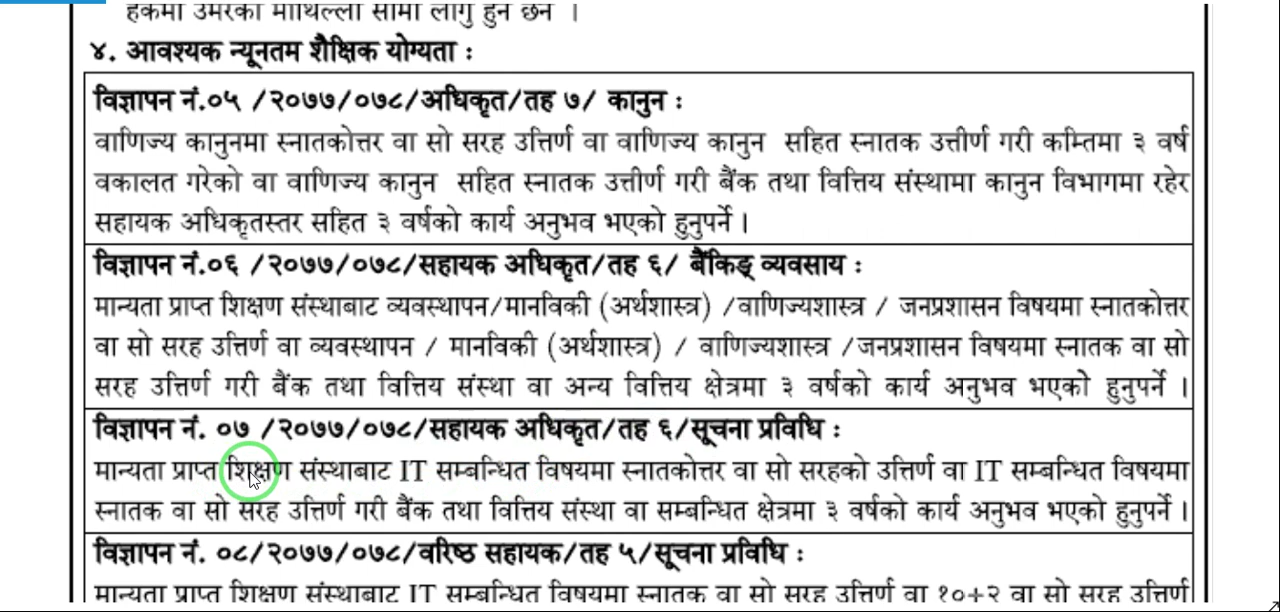 हकमा उमेरको माथिल्लो सीमा लागु हुने छैन ।
४. आवश्यक न्यूनतम शैक्षिक योग्यता :
विज्ञापन नं.०५ /२०७७/०७८/अधिकृत/तह ७/ कानुन :
वाणिज्य कानुनमा स्नातकोत्तर वा सो सरह उत्तिर्ण वा वाणिज्य कानुन सहित स्नातक उत्तीर्ण गरी कम्तिमा ३ वर्ष
वकालत गरेको वा वाणिज्य कानुन सहित स्नातक उत्तीर्ण गरी बैंक तथा वित्तिय संस्थामा कानुन विभागमा रहेर
सहायक अधिकृतस्तर सहित ३ वर्षको कार्य अनुभव भएको हुनुपर्ने ।
विज्ञापन नं.०६ /२०७७/०७८/सहायक अधिकृत/तह ६/ बैंकिङ्ग व्यवसाय :
मान्यता प्राप्त शिक्षण संस्थाबाट व्यवस्थापन/मानविकी (अर्थशास्त्र) /वाणिज्यशास्त्र / जनप्रशासन विषयमा स्नातकोत्तर
वा सो सरह उत्तिर्ण वा व्यवस्थापन / मानविकी (अर्थशास्त्र) / वाणिज्यशास्त्र /जनप्रशासन विषयमा स्नातक वा सो
सरह उत्तिर्ण गरी बैंक तथा वित्तिय संस्था वा अन्य वित्तिय क्षेत्रमा ३ वर्षको कार्य अनुभव भएको हुनुपर्ने ।
विज्ञापन नं. ०७ /२०७७/०७८/सहायक अधिकृत/तह ६/सूचना प्रविधि :
मान्यता प्राप्त शिक्षण संस्थाबाट IT सम्बन्धित विषयमा स्नातकोत्तर वा सो सरहको उत्तिर्ण वा IT सम्बन्धित विषयमा
स्नातक वा सो सरह उत्तिर्ण गरी बैंक तथा वित्तिय संस्था वा सम्बन्धित क्षेत्रमा ३ वर्षको कार्य अनुभव भएको हुनुपर्ने ।
विज्ञापन नं. ०८/२०७७/०७८/वरिष्ठ सहायक/तह ५/सूचना प्रविधि :
मान्यता प्राप्त शिक्षण संस्थाबाट IT सम्बन्धित विषयमा स्नातक वा सो सरह उत्तिर्ण वा १०+२ वा सो सरह उत्तिर्ण